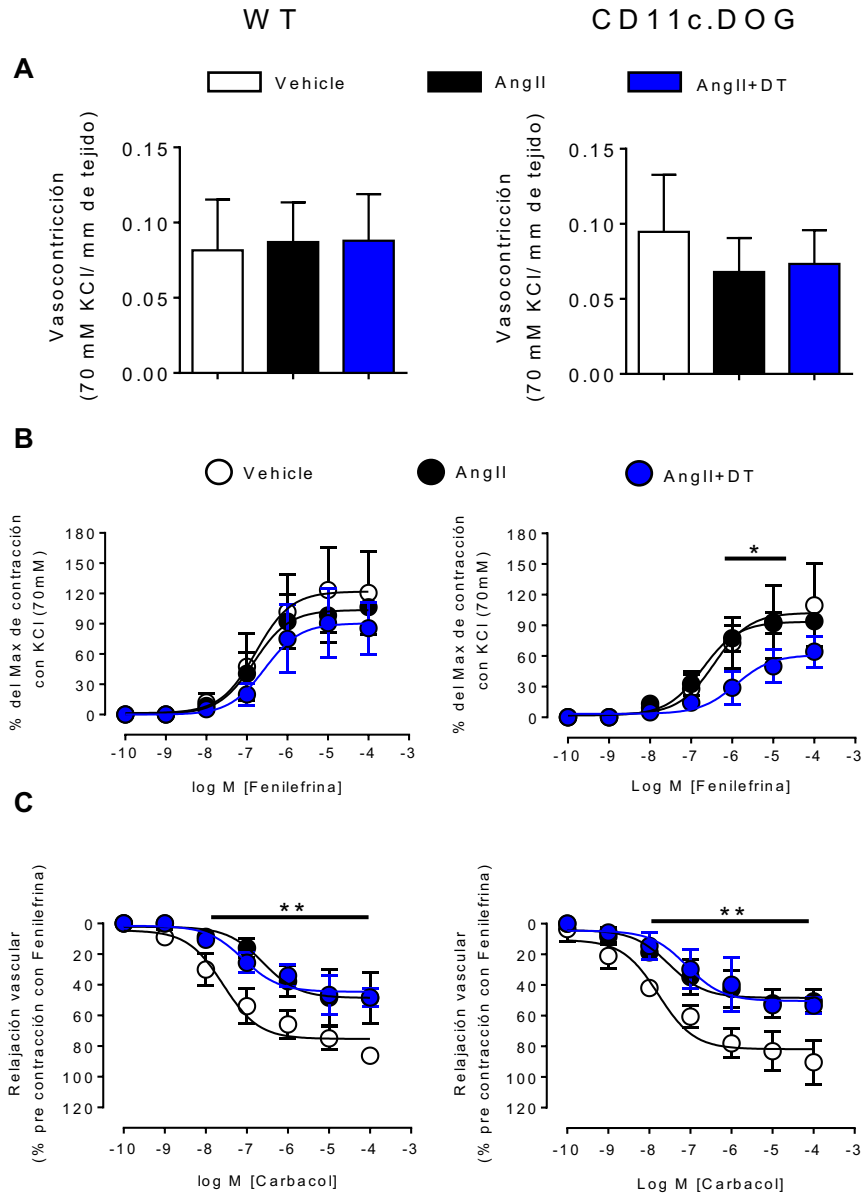 WT
CD11c.DOG
A
Vehicle
AngII
AngII+DT
Vasocontricción
(70 mM KCl/ mm de tejido)
0.15
0.10
0.05
0.00
Vasocontricción
(70 mM KCl/ mm de tejido)
0.15
0.10
0.05
0.00
B
Vehicle
AngII
AngII+DT
% del Max de contracción
con KCl (70mM)
180
150
120
90
60
30
0
-10 -9 -8 -7 -6 -5 -4 -3
log M [Fenilefrina]
% del Max de contracción
con KCl (70mM)
180
150
120
90
60
30
0
*
-10 -9 -8 -7 -6 -5 -4 -3
Log M [Fenilefrina]
C
Relajación vascular
(% pre contracción con Fenilefrina)
0
20
40
60
80
100
120
**
-10 -9 -8 -7 -6 -5 -4 -3
log M [Carbacol]
Relajación vascular
(% pre contracción con Fenilefrina)
0
20
40
60
80
100
120
**
-10 -9 -8 -7 -6 -5 -4 -3
Log M [Carbacol]